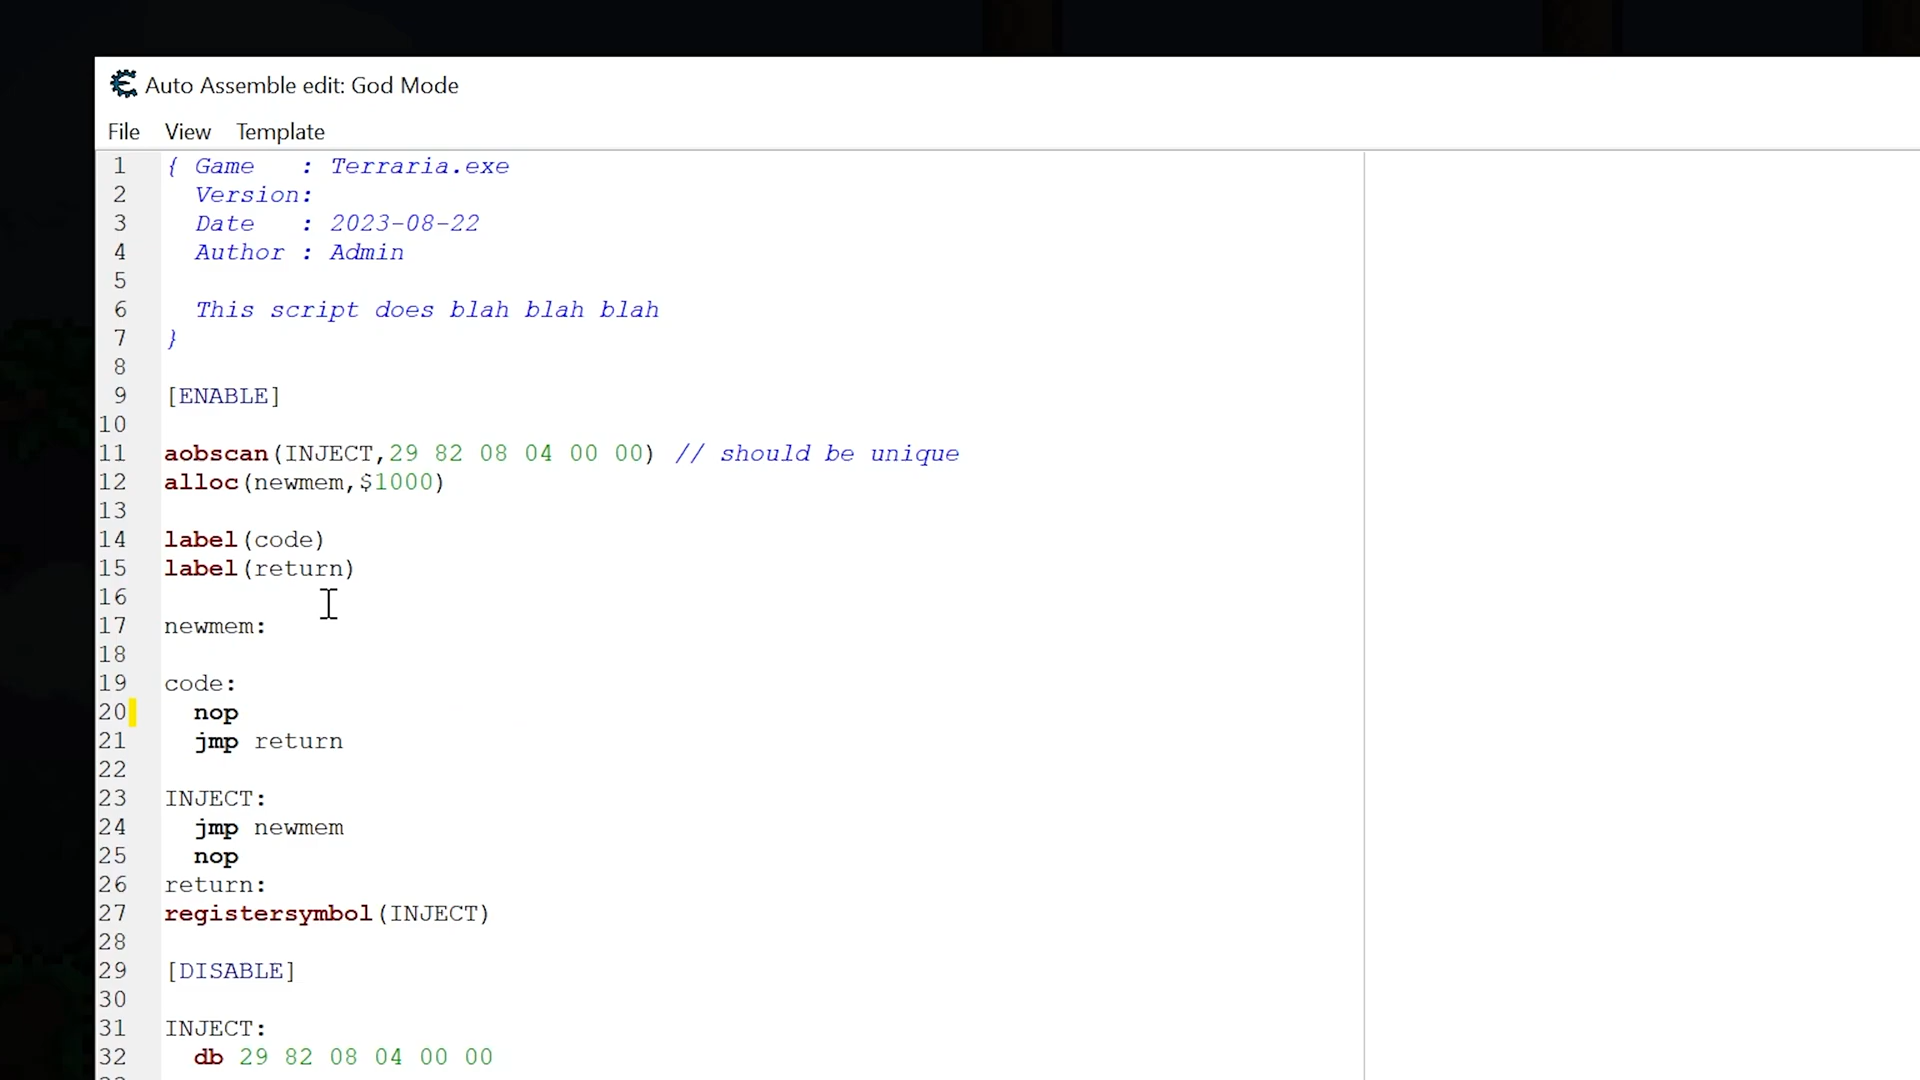 Auto Assemble edit: God Mode
File View Template
1 { Game : Terraria.exe
2 Version:
3 Date : 2023-08-22
4 Author : Admin
5
6 This script does blah blah blah
7 }
8
9 [ENABLE]
10
11 aobscan(INJECT,29 82 08 04 00 00) // should be unique
12 alloc(newmem,$1000)
13
14 label(code)
15 label(return)
16
17 newmem:
18
19 code:
20 nop
21 jmp return
22
23 INJECT:
24 jmp newmem
25 nop
26 return:
27 registersymbol(INJECT)
28
29 [DISABLE]
30
31 INJECT:
32 db 29 82 08 04 00 00